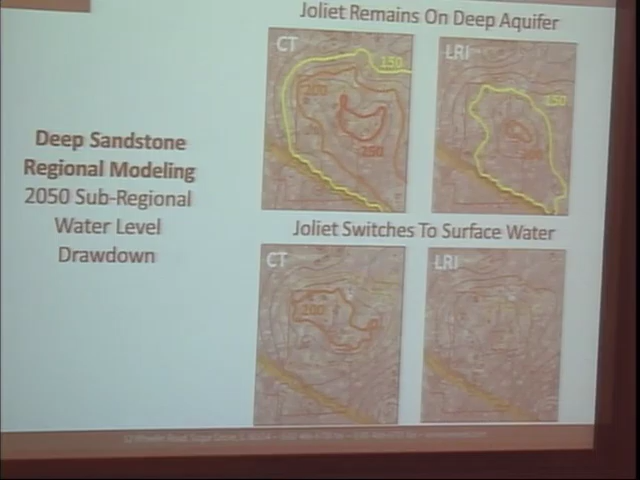 Joliet Remains On Deep Aquifer
CT
150
200
250
LRI
150
Deep Sandstone
Regional Modeling
2050 Sub-Regional
Water Level
Drawdown
Joliet Switches To Surface Water
CT
200
LRI